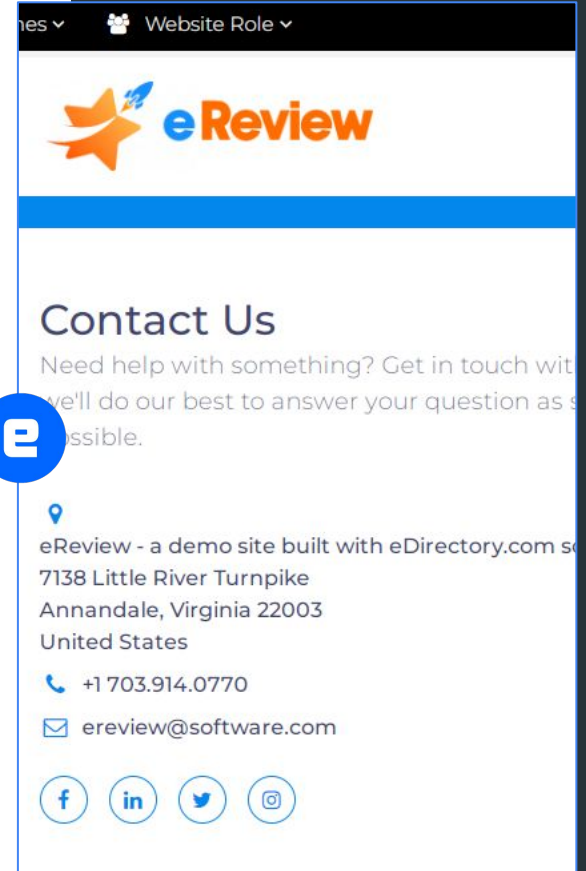 Website Role
eReview
Contact Us
Need help with something? Get in touch
we'll do our best to answer your question as
e
eReview - a demo site built with eDirectory.com
7138 Little River Turnpike
Annandale, Virginia 22003
United States
+1 703.914.0770
ereview@software.com
f in